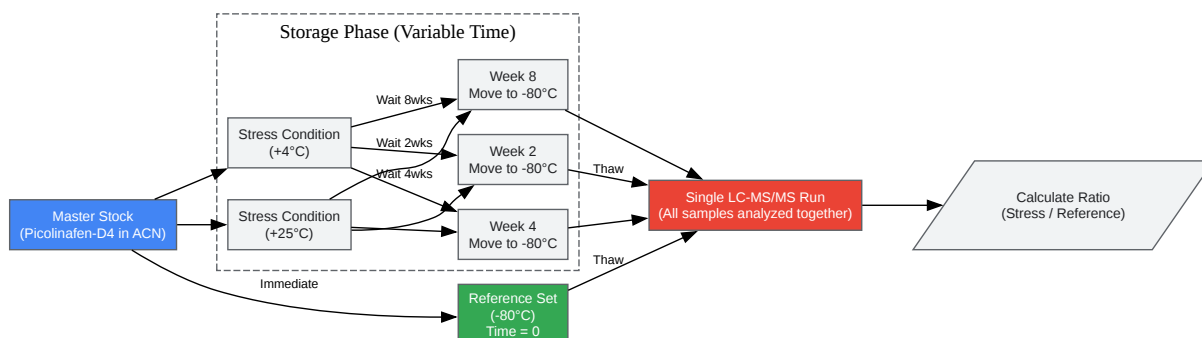 Storage Phase (Variable Time)
Week 8
Move to -80°C
Wait 8wks
Stress Condition
(+4°C)
Wait 2wks
Week 2
Move to -80°C
Thaw
Wait 4wks
Master Stock
(Picolinafen-D4 in ACN)
Stress Condition
(+25°C)
Week 4
Move to -80°C
Single LC-MS/MS Run
(All samples analyzed together)
Calculate Ratio
(Stress / Reference)
Immediate
Thaw
Reference Set
(-80°C)
Time = 0